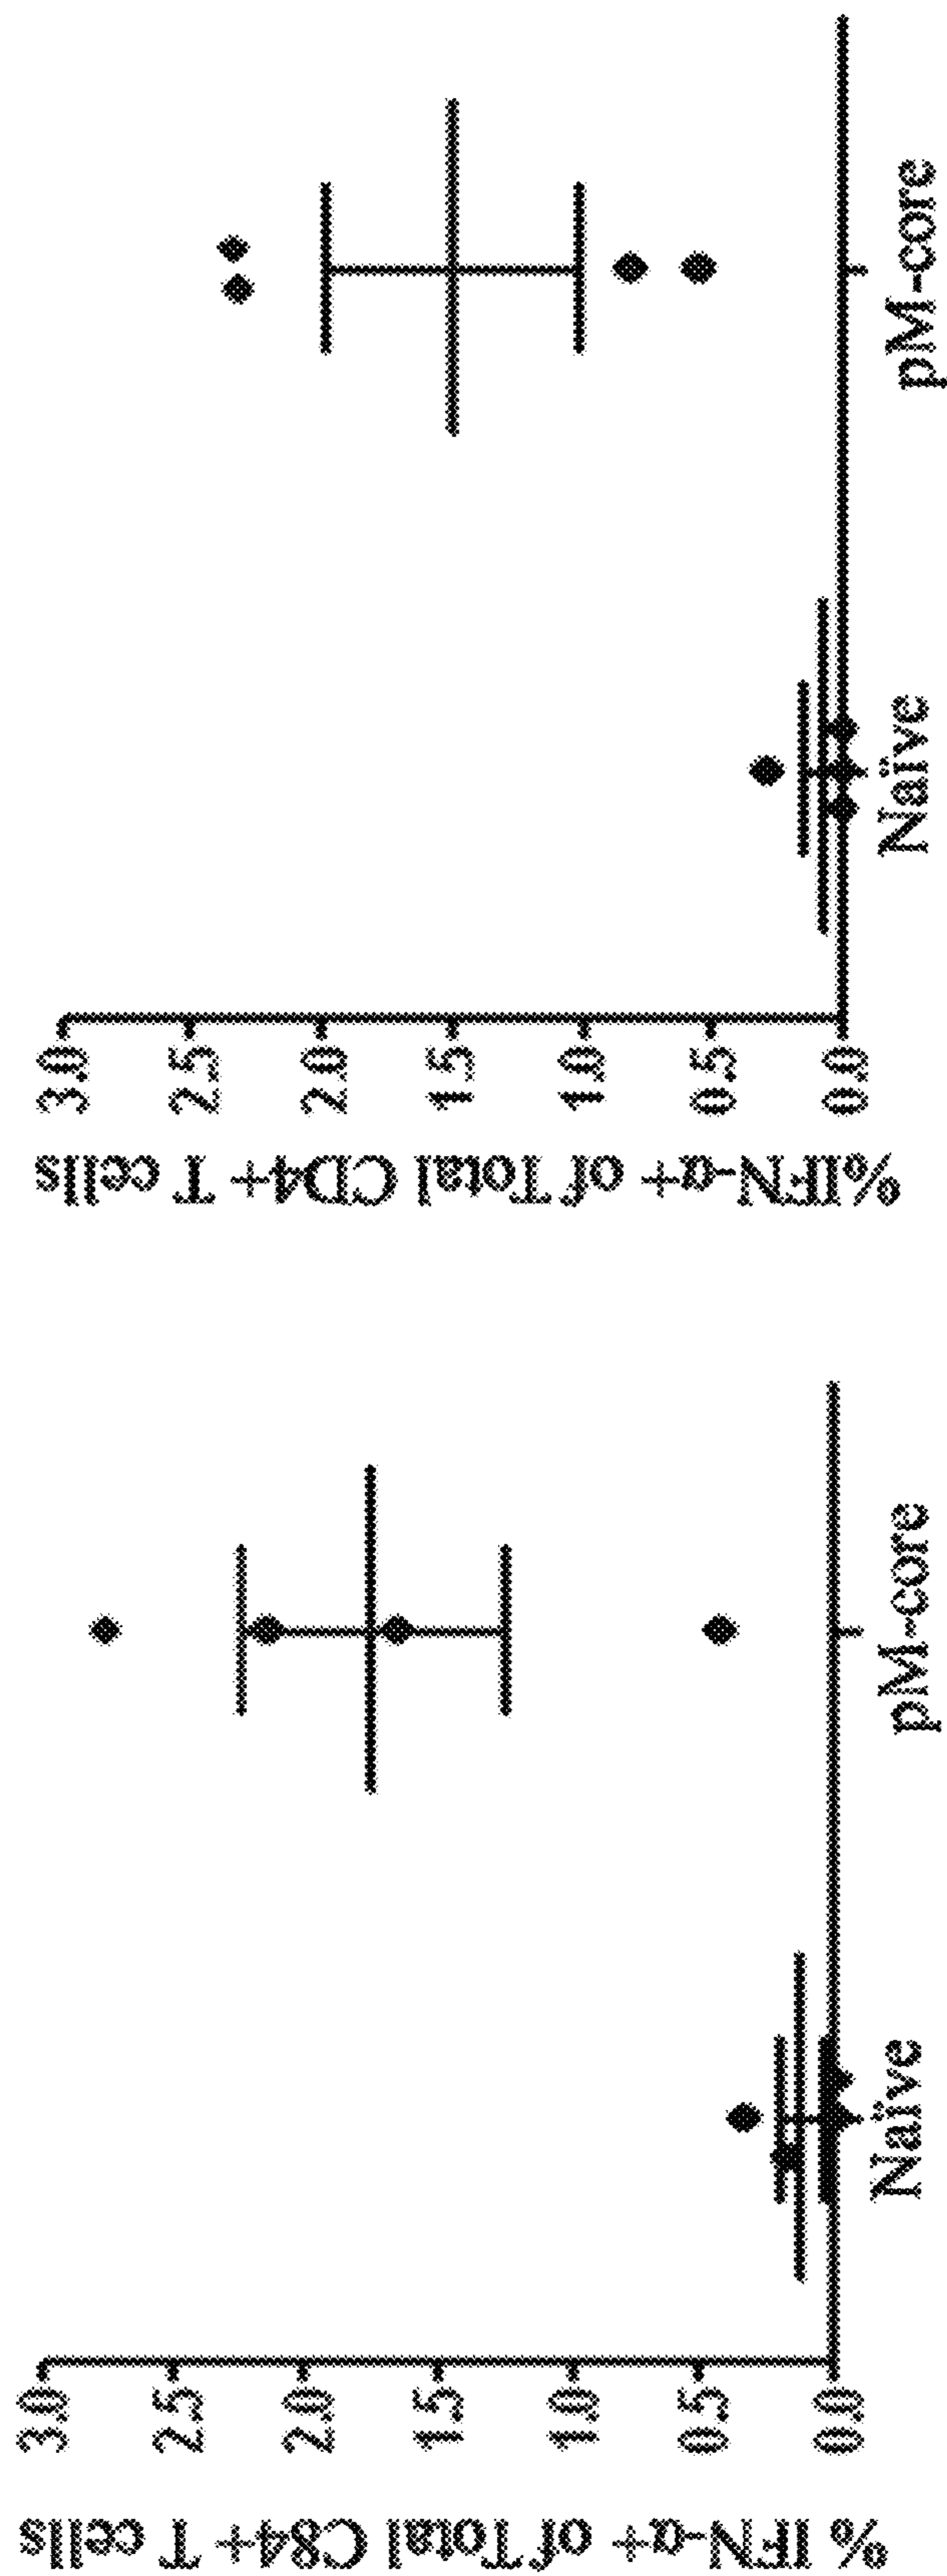 % IFN-α+ of Total C84+ T cells
3.0
2.5
2.0
1.5
1.0
0.5
0.0
Naïve
pM-core
%IFN-α+ of Total CD4+ T cells
3.0
2.5
2.0
1.5
1.0
0.5
0.0
Naïve
pM-core